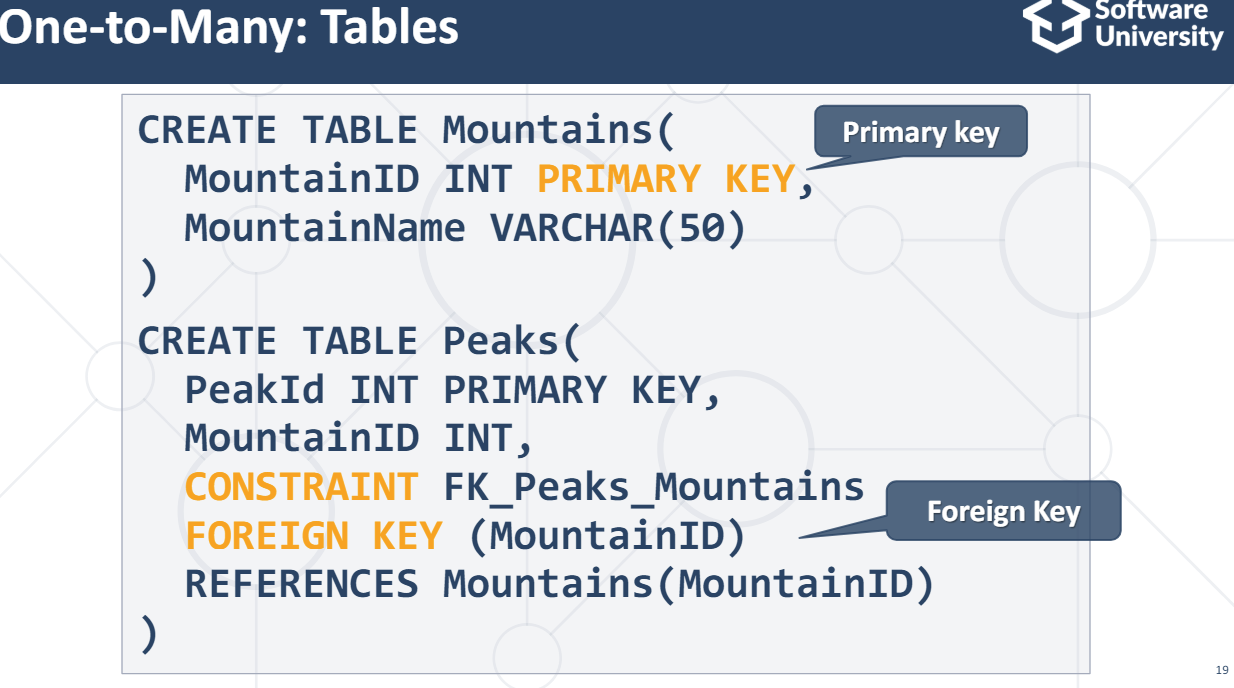 One-to-Many: Tables
Software
University
CREATE TABLE Mountains(
Primary key
MountainID INT PRIMARY KEY,
MountainName VARCHAR(50)
)
CREATE TABLE Peaks(
PeakId INT PRIMARY KEY,
MountainID INT,
CONSTRAINT FK_Peaks_Mountains
Foreign Key
FOREIGN KEY (MountainID)
REFERENCES Mountains(MountainID)
)
19